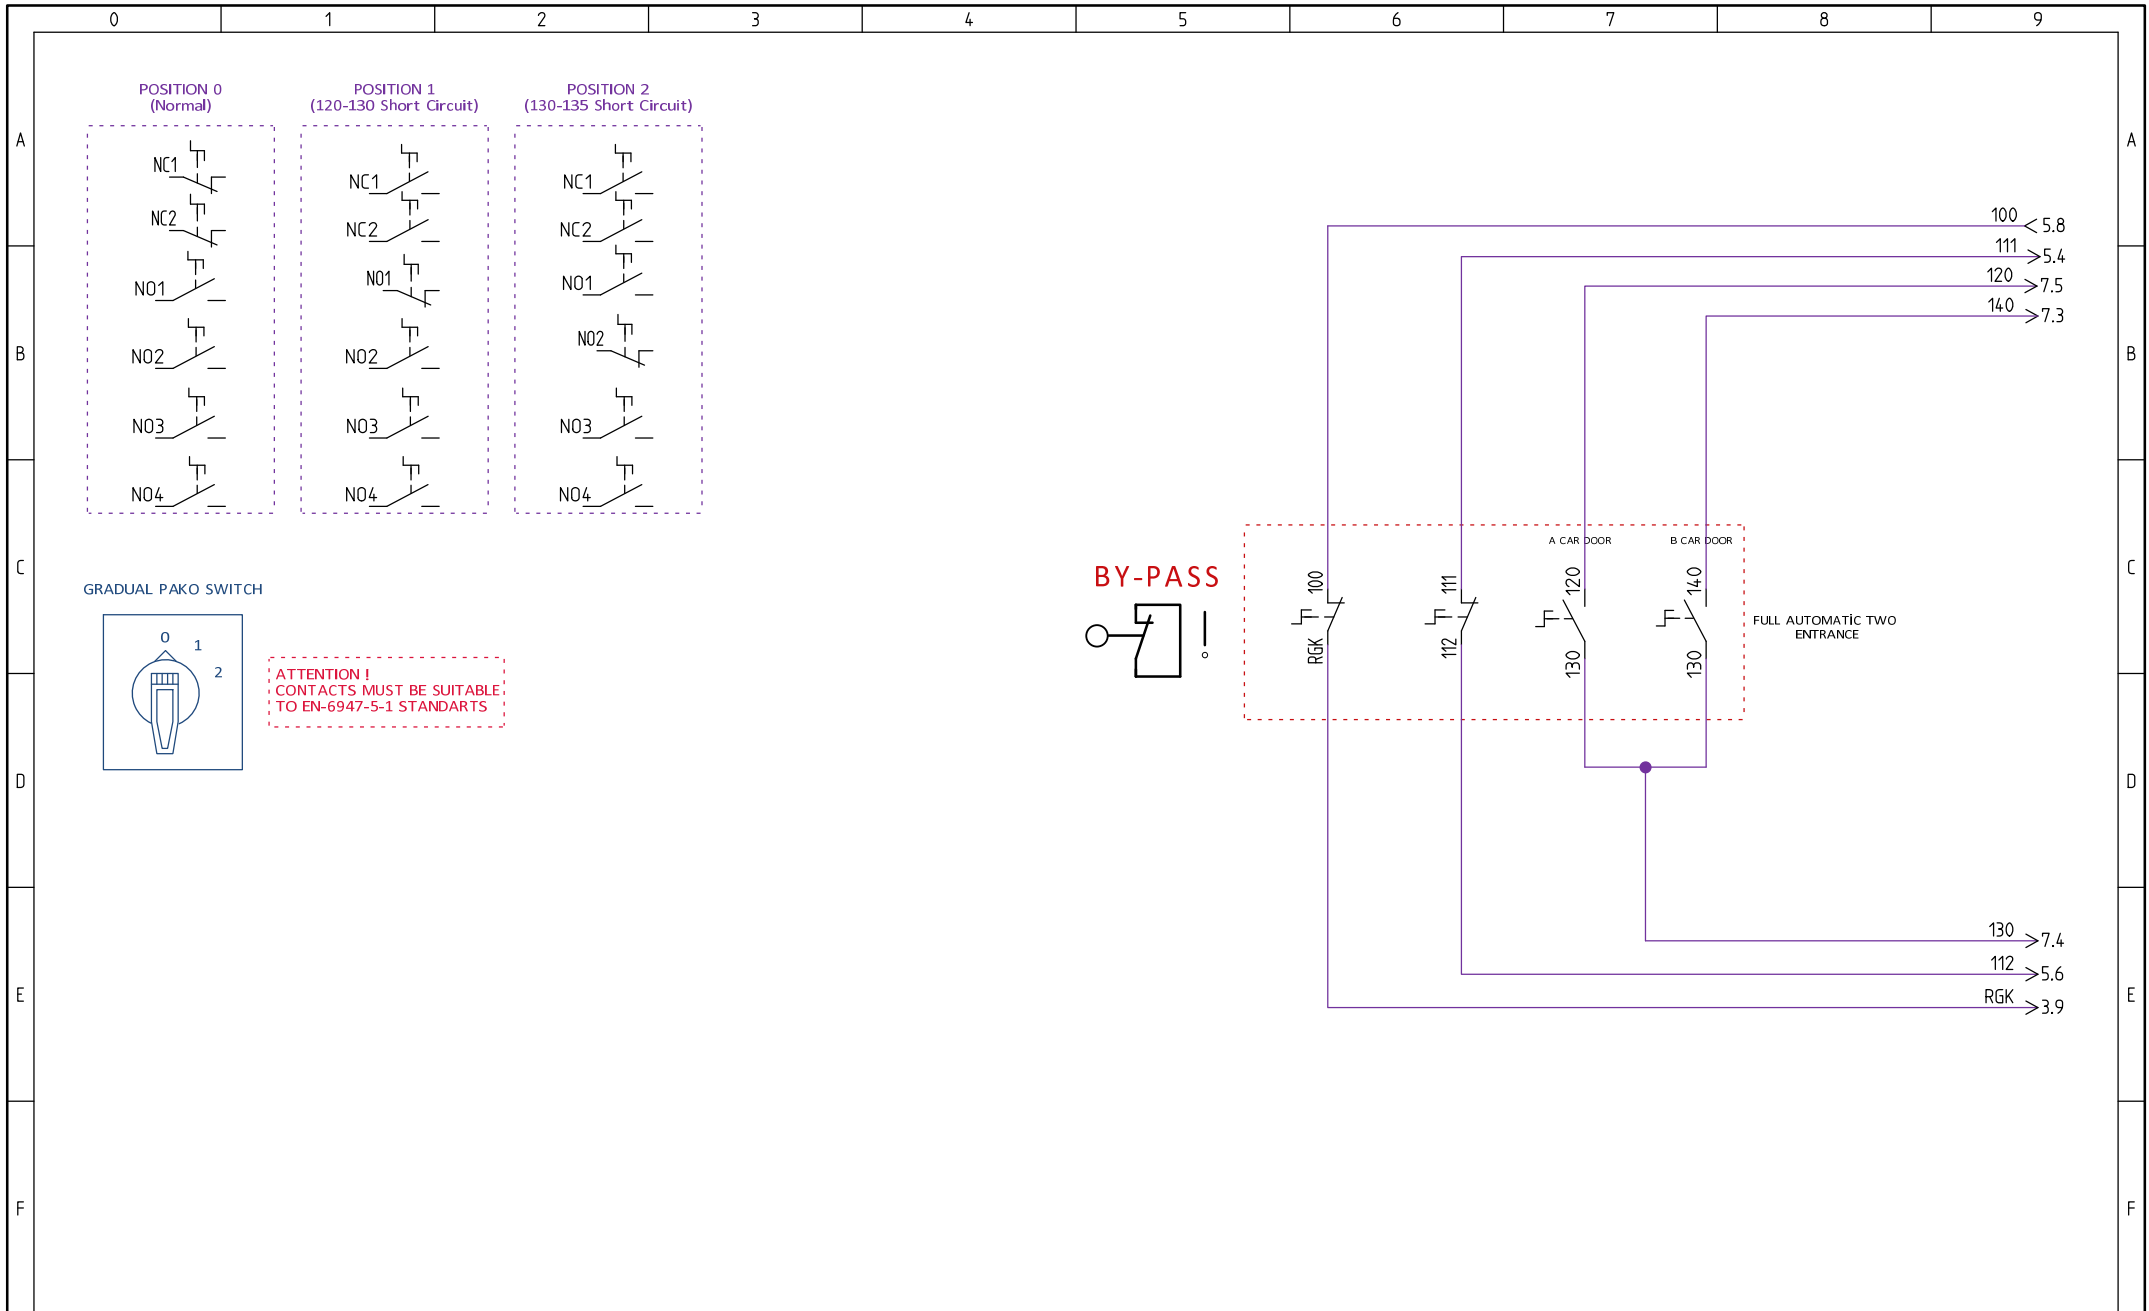 0 1 2 3 4 5 6 7 8 9
POSITION 0
(Normal)
POSITION 1
(120-130 Short Circuit)
POSITION 2
(130-135 Short Circuit)
A
A
NC1
NC2
NO1
NO2
NO3
NO4
NC1
NC2
NO1
NO2
NO3
NO4
NC1
NC2
NO1
NO2
NO3
NO4
100 5.8
111 5.4
120 7.5
140 7.3
B
B
C
C
GRADUAL PAKO SWITCH
0
1
2
ATTENTION !
CONTACTS MUST BE SUITABLE
TO EN-6947-5-1 STANDARTS
BY-PASS
!
A CAR DOOR
B CAR DOOR
100
RGK
111
112
120
130
140
130
FULL AUTOMATİC TWO
ENTRANCE
D
D
130 7.4
112 5.6
RGK 3.9
E
E
F
F